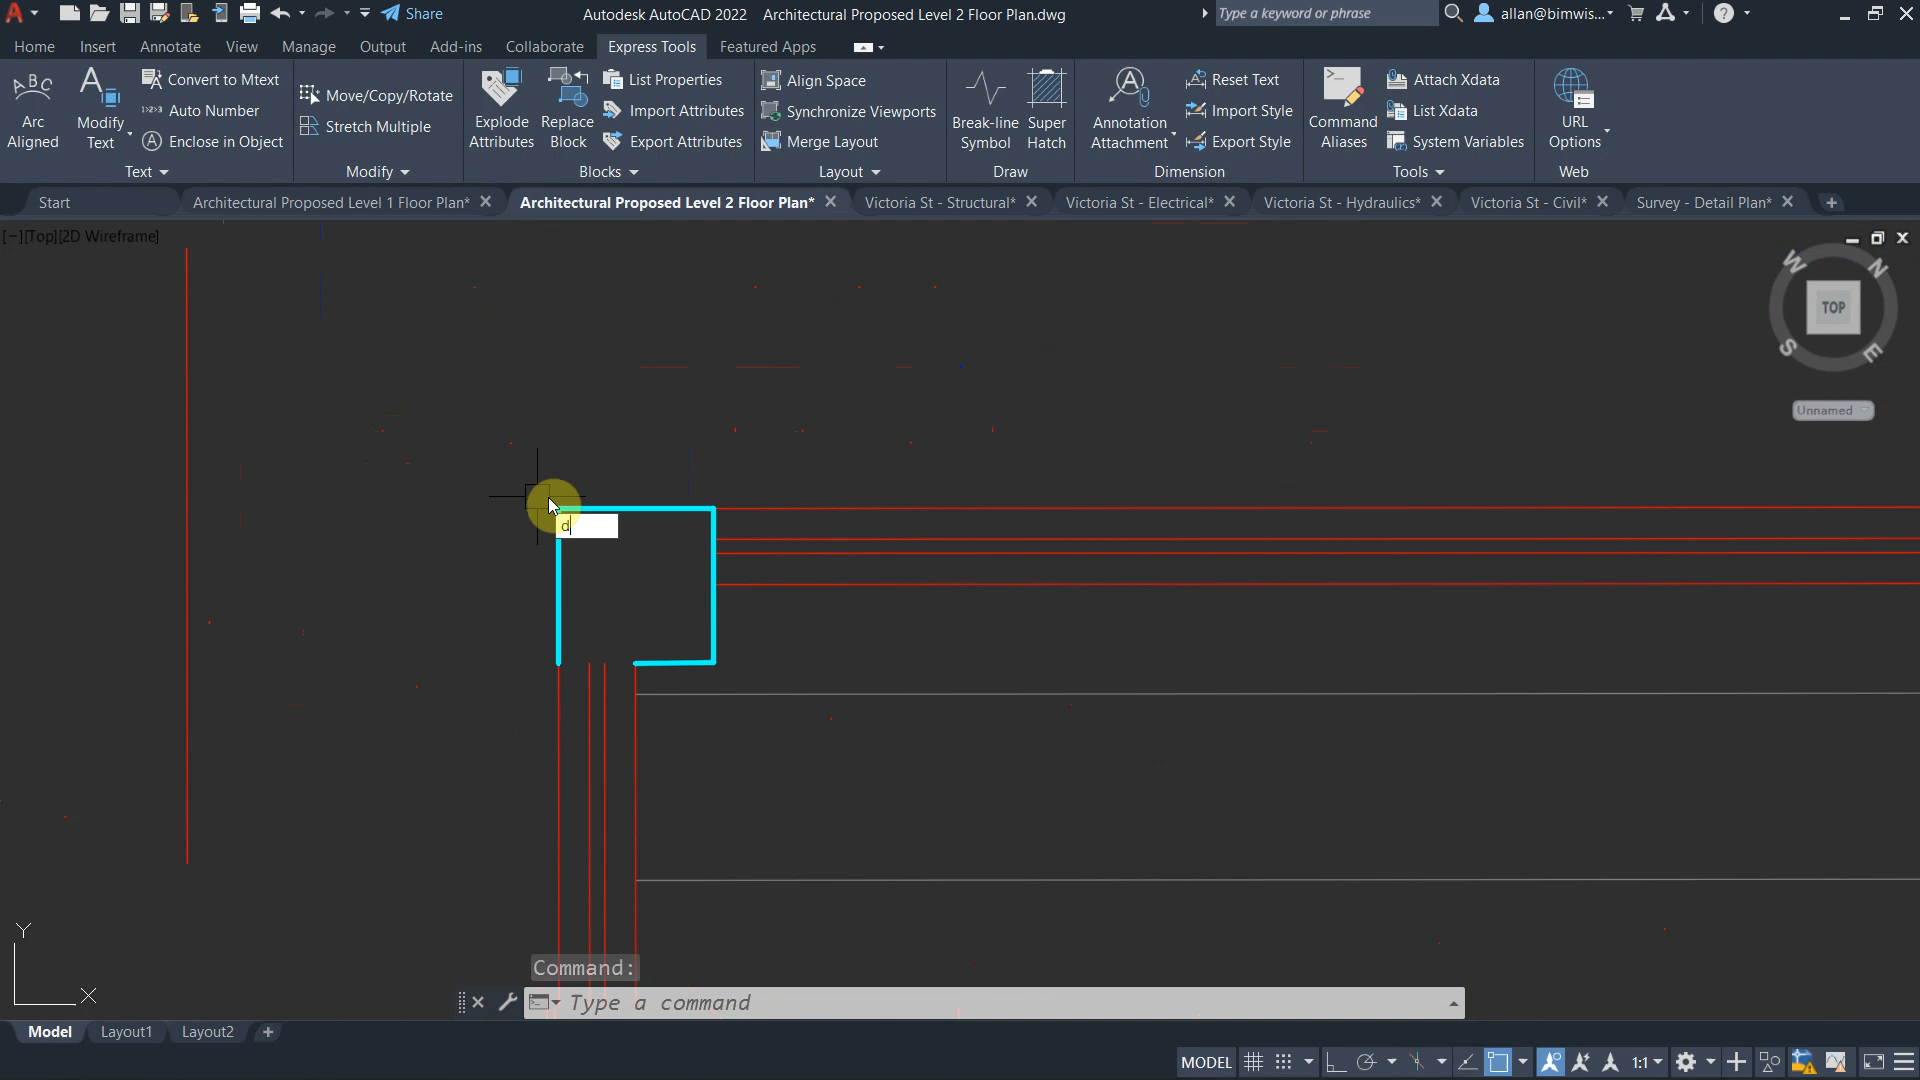 Share
Autodesk AutoCAD 2022 Architectural Proposed Level 2 Floor Plan.dwg
Type a keyword or phrase
allan@bimwis...
Home Insert Annotate View Manage Output Add-ins Collaborate Express Tools Featured Apps
Arc Aligned
Modify Text
Convert to Mtext
Auto Number
Enclose in Object
Text
Move/Copy/Rotate
Stretch Multiple
Modify
Explode Attributes
Replace Block
List Properties
Import Attributes
Export Attributes
Blocks
Align Space
Synchronize Viewports
Merge Layout
Layout
Break-line Symbol
Super Hatch
Draw
Annotation Attachment
Reset Text
Import Style
Export Style
Dimension
Command Aliases
Attach Xdata
List Xdata
System Variables
Tools
URL Options
Web
Start Architectural Proposed Level 1 Floor Plan* Architectural Proposed Level 2 Floor Plan* Victoria St - Structural* Victoria St - Electrical* Victoria St - Hydraulics* Victoria St - Civil* Survey - Detail Plan*
[−][Top][2D Wireframe]
N
W
TOP
S
E
Unnamed
d
Y
X
Command:
Type a command
Model Layout1 Layout2
MODEL 1:1